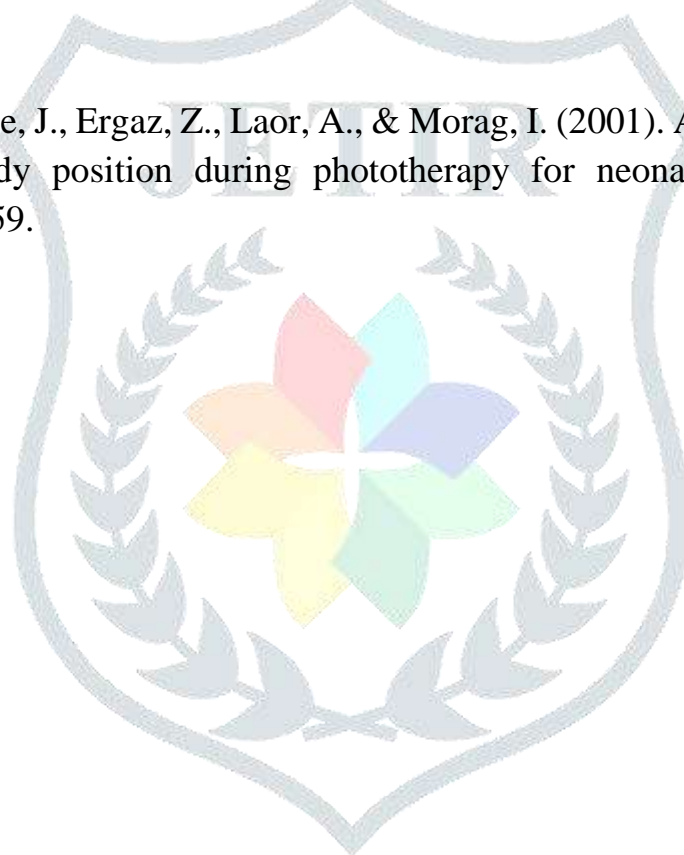 JETIR
e, J., Ergaz, Z., Laor, A., & Morag, I. (2001). A
dy position during phototherapy for neona
59.